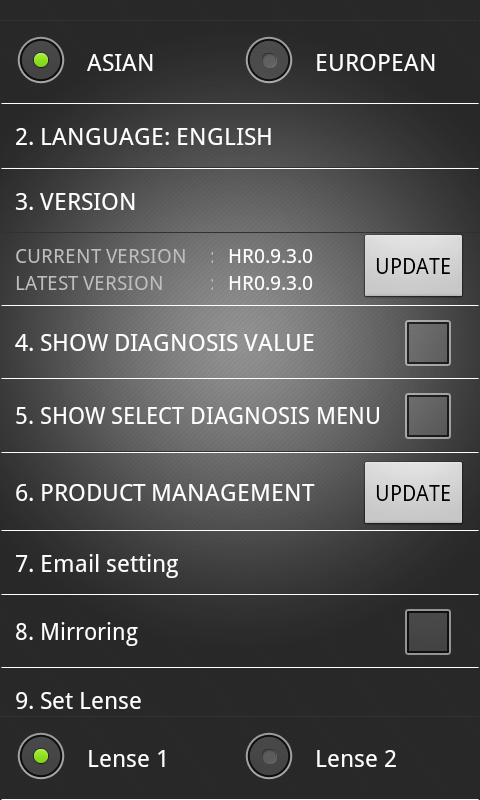 ASIAN EUROPEAN
2. LANGUAGE: ENGLISH
3. VERSION
CURRENT VERSION : HR0.9.3.0
LATEST VERSION : HR0.9.3.0
UPDATE
4. SHOW DIAGNOSIS VALUE
5. SHOW SELECT DIAGNOSIS MENU
6. PRODUCT MANAGEMENT UPDATE
7. Email setting
8. Mirroring
9. Set Lense
Lense 1 Lense 2